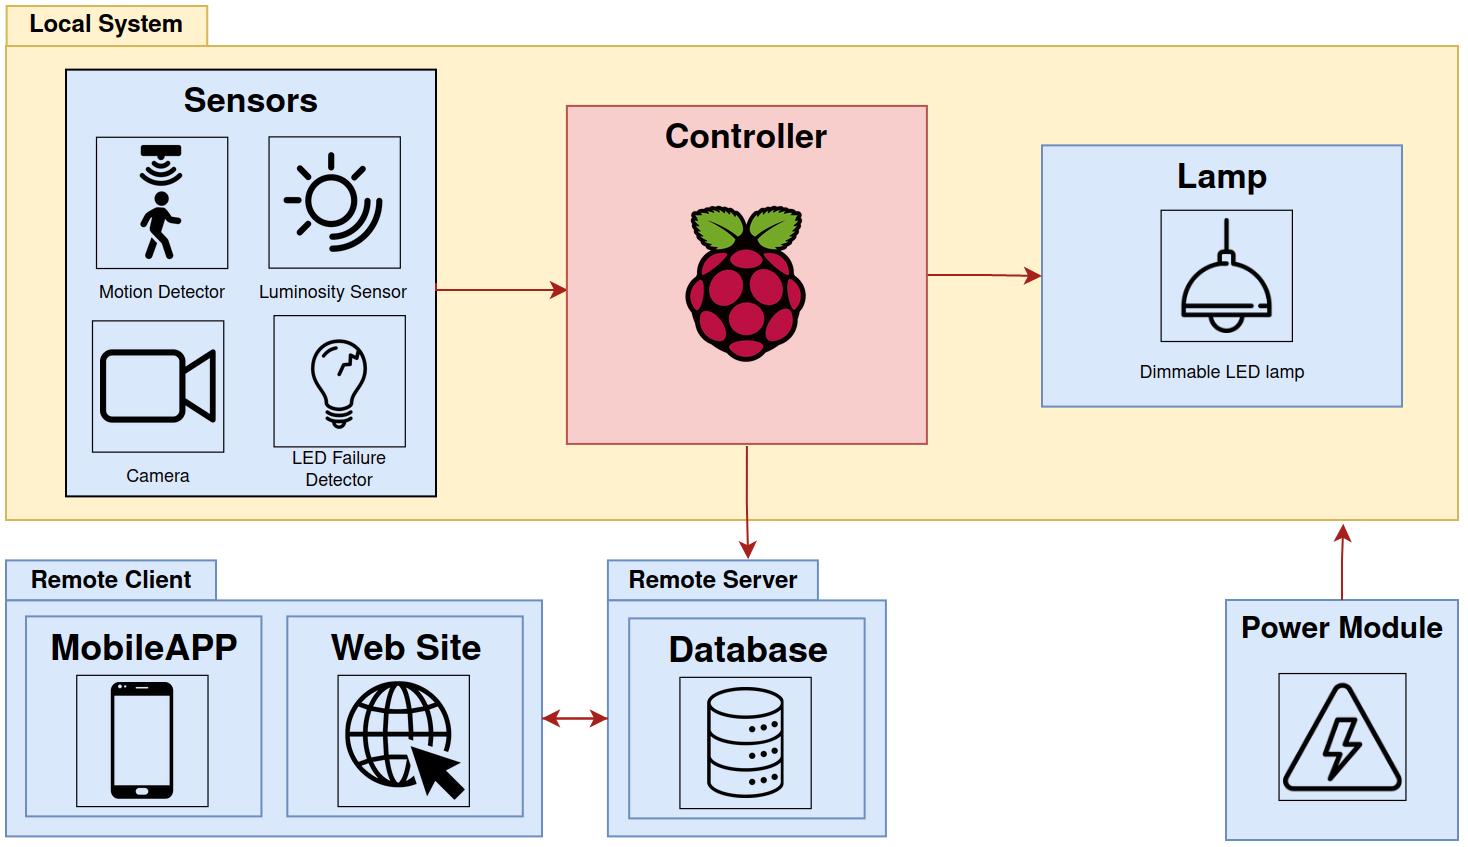 Local System
Sensors
Motion Detector
Luminosity Sensor
Camera
LED Failure
Detector
Controller
Lamp
Dimmable LED lamp
Remote Client
MobileAPP
Web Site
Remote Server
Database
Power Module